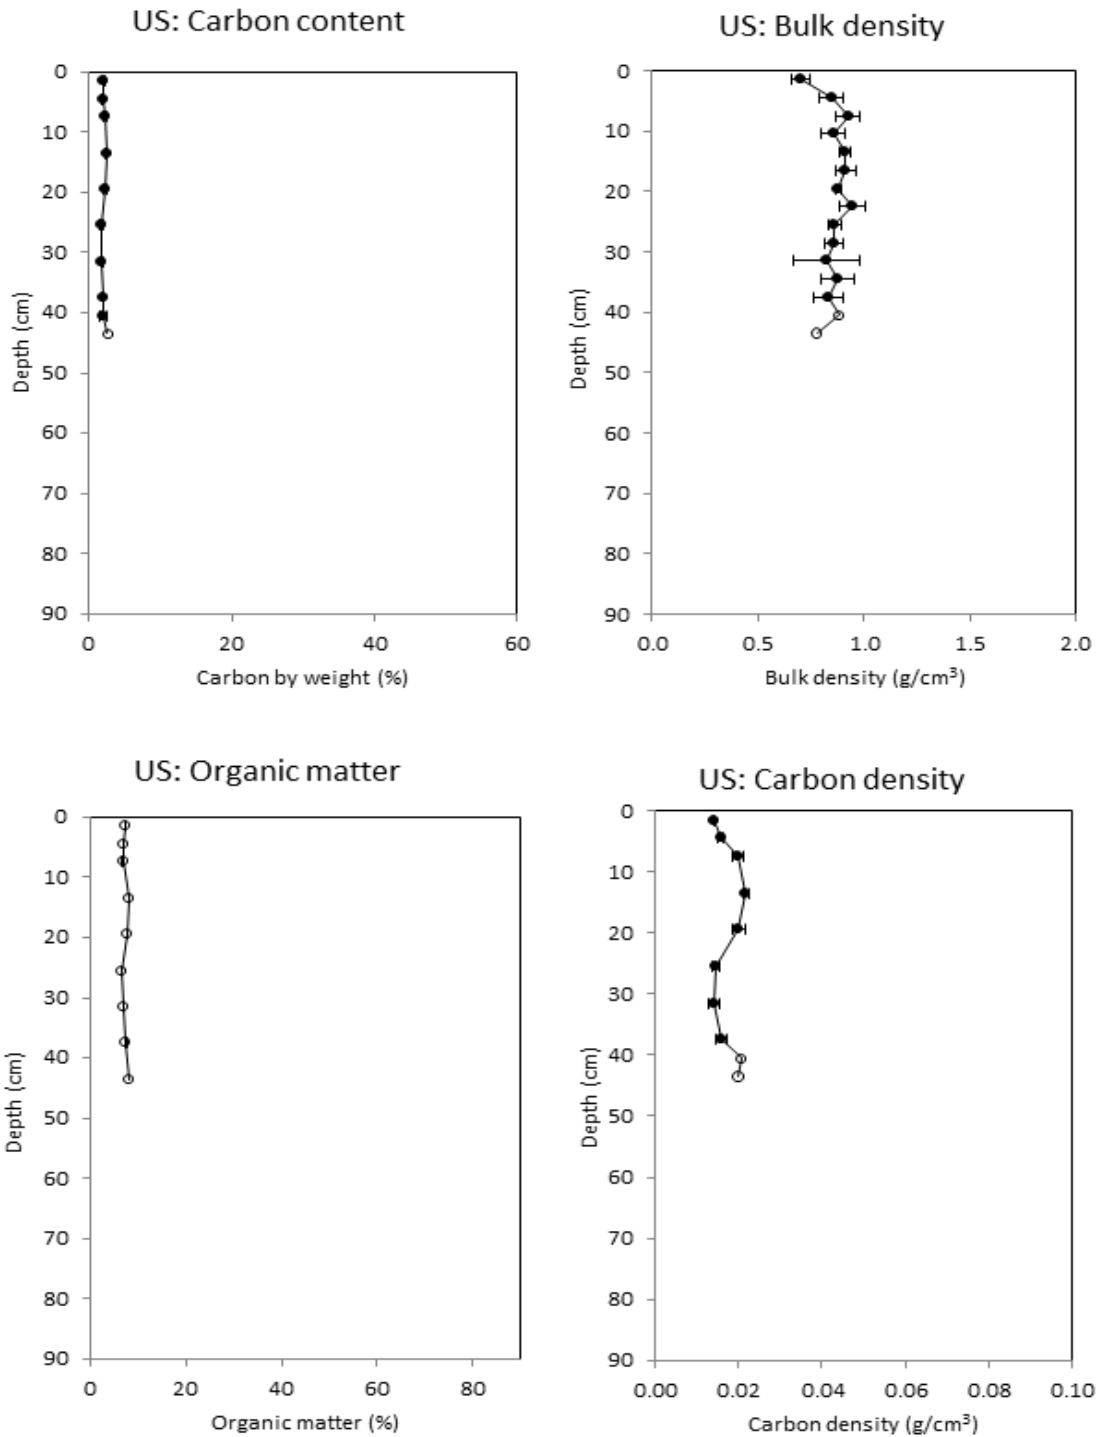 US: Carbon content
0
10
20
30
40
50
60
70
80
90
Depth (cm)
0 20 40 60
Carbon by weight (%)
US: Bulk density
0
10
20
30
40
50
60
70
80
90
Depth (cm)
0.0 0.5 1.0 1.5 2.0
Bulk density (g/cm³)
US: Organic matter
0
10
20
30
40
50
60
70
80
90
Depth (cm)
0 20 40 60 80
Organic matter (%)
US: Carbon density
0
10
20
30
40
50
60
70
80
90
Depth (cm)
0.00 0.02 0.04 0.06 0.08 0.10
Carbon density (g/cm³)